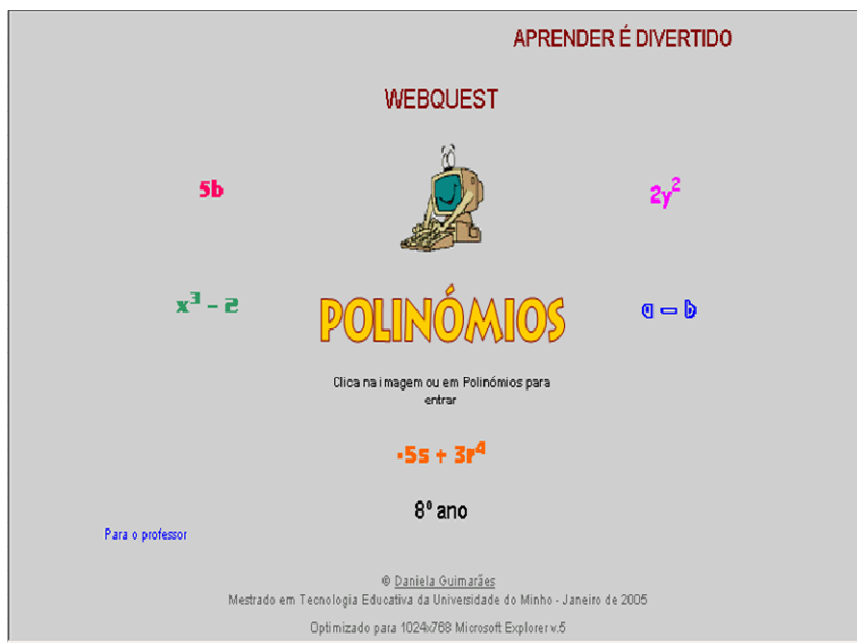 APRENDER É DIVERTIDO
WEBQUEST
5b
2y²
x³ – 2
POLINÓMIOS
a – b
Clica na imagem ou em Polinómios para
entrar
-5s + 3r⁴
8º ano
Para o professor
© Daniela Guimarães
Mestrado em Tecnologia Educativa da Universidade do Minho - Janeiro de 2005
Optimizado para 1024x768 Microsoft Explorer v.5